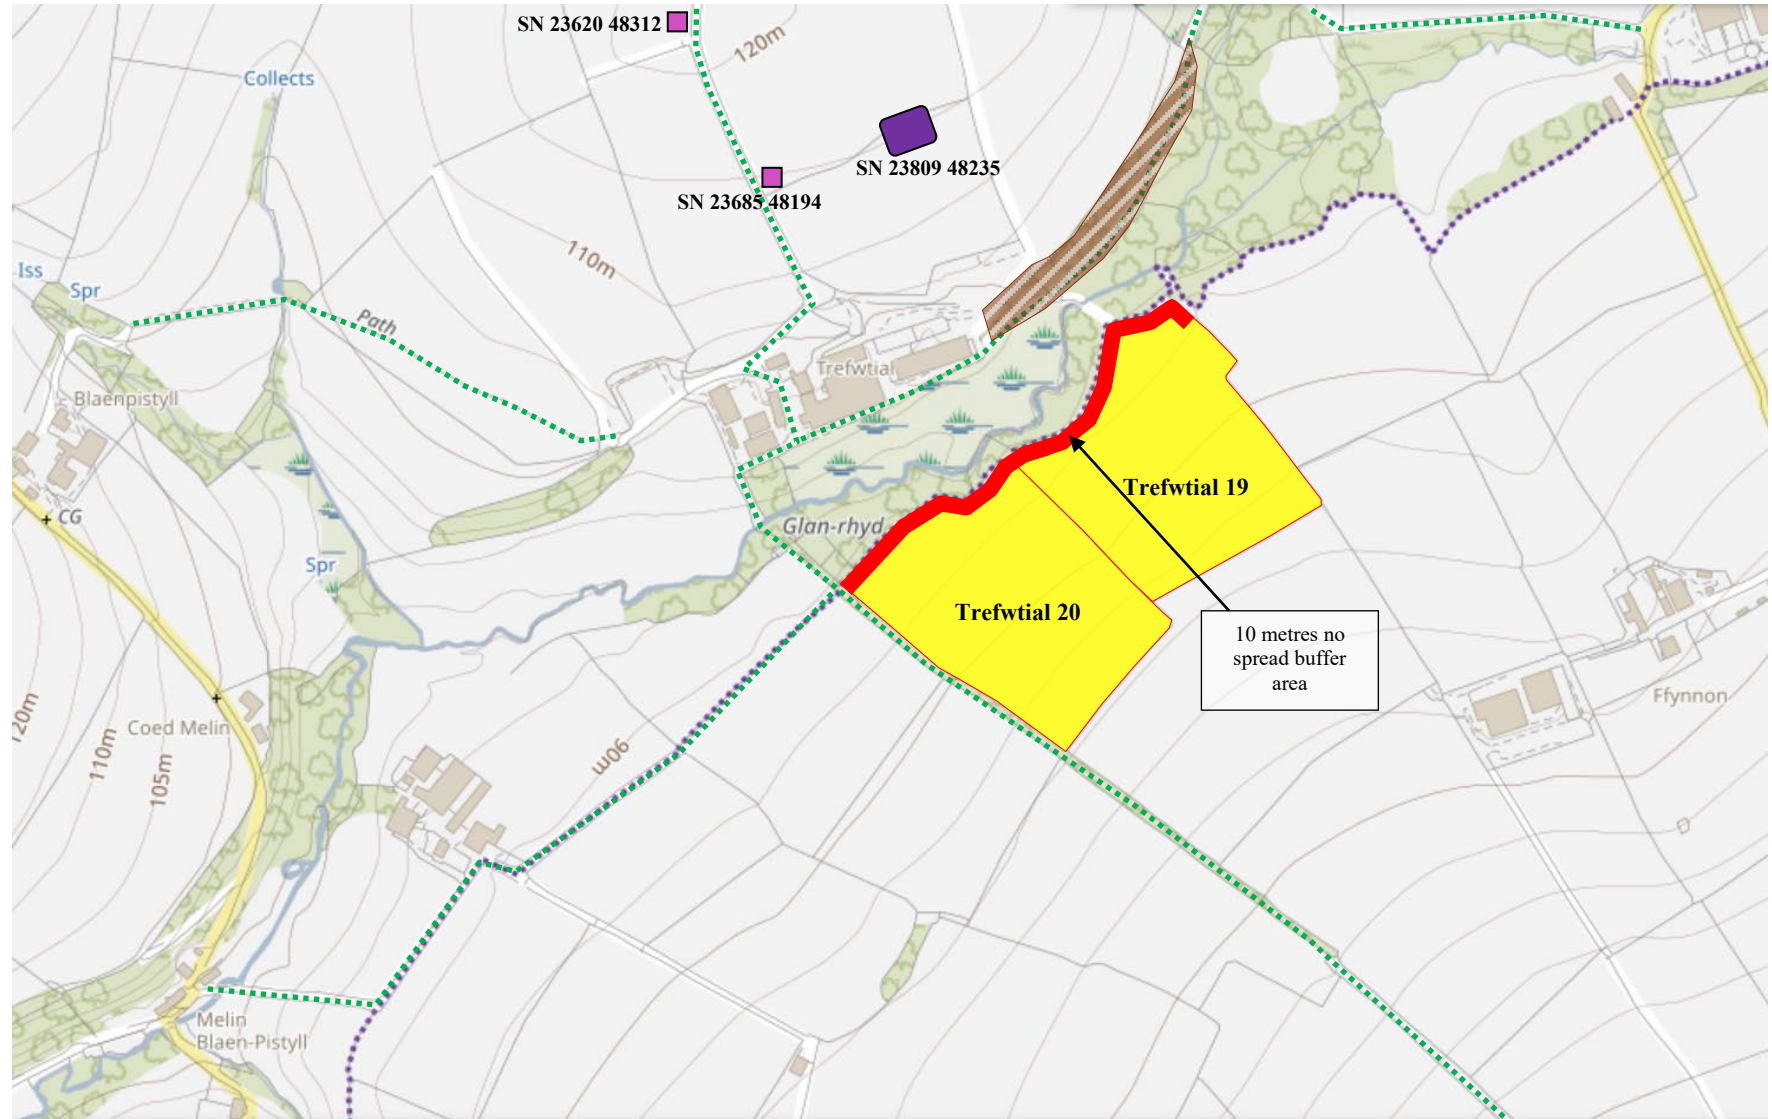 SN 23620 48312
120m
Collects
SN 23809 48235
SN 23685 48194
110m
Iss
Spr
Path
Trefwtial
Blaenpistyll
Trefwtial 19
CG
Glan-rhyd
Spr
Trefwtial 20
10 metres no
spread buffer
area
Ffynnon
120m
Coed Melin
110m
105m
90m
Melin
Blaen-Pistyll